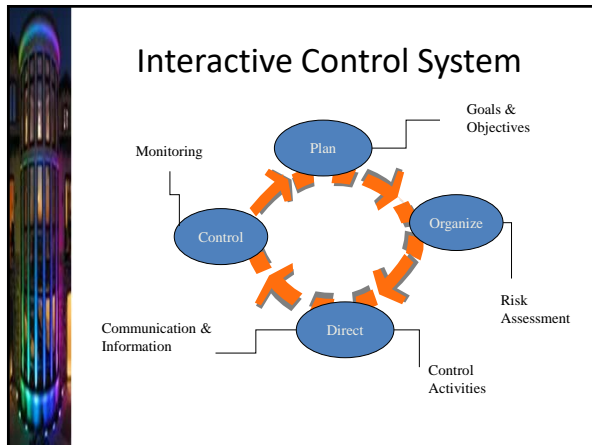 Interactive Control System
Goals &
Objectives
Plan
Monitoring
Organize
Control
Risk
Assessment
Communication &
Information
Direct
Control
Activities